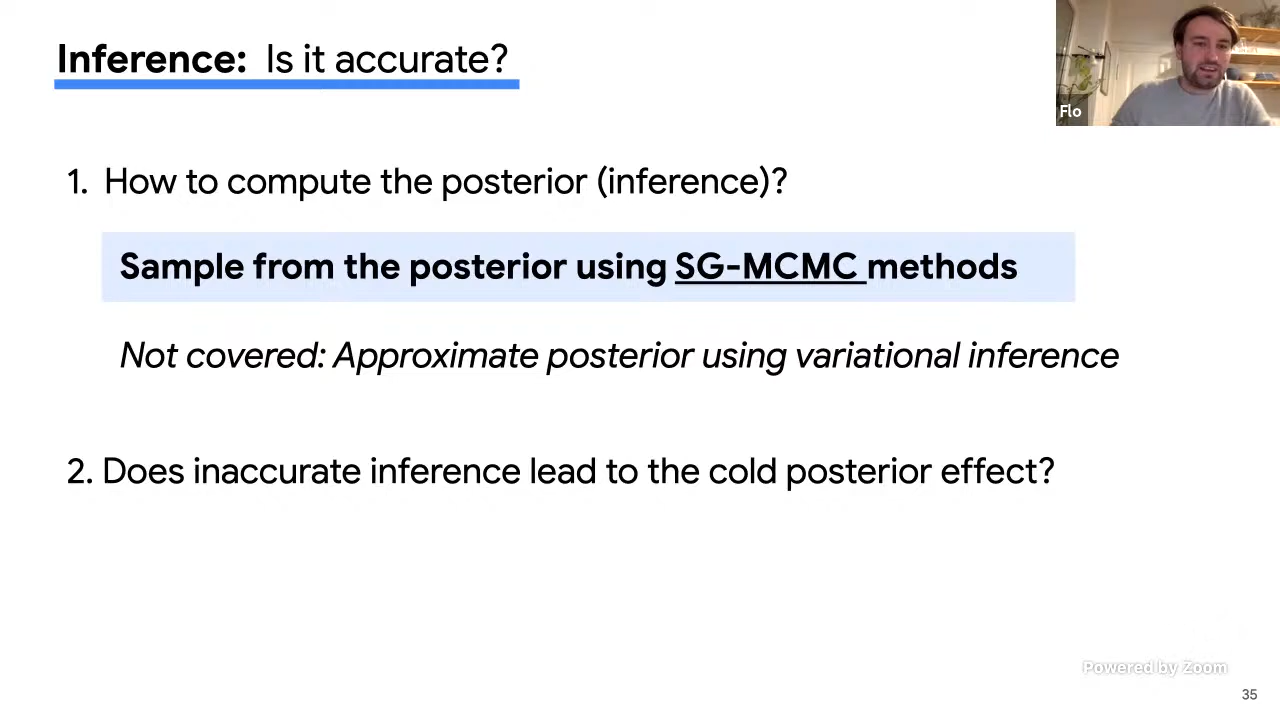 Inference: Is it accurate?
Flo
1. How to compute the posterior (inference)?
Sample from the posterior using SG-MCMC methods
Not covered: Approximate posterior using variational inference
2. Does inaccurate inference lead to the cold posterior effect?
Powered by Zoom
35